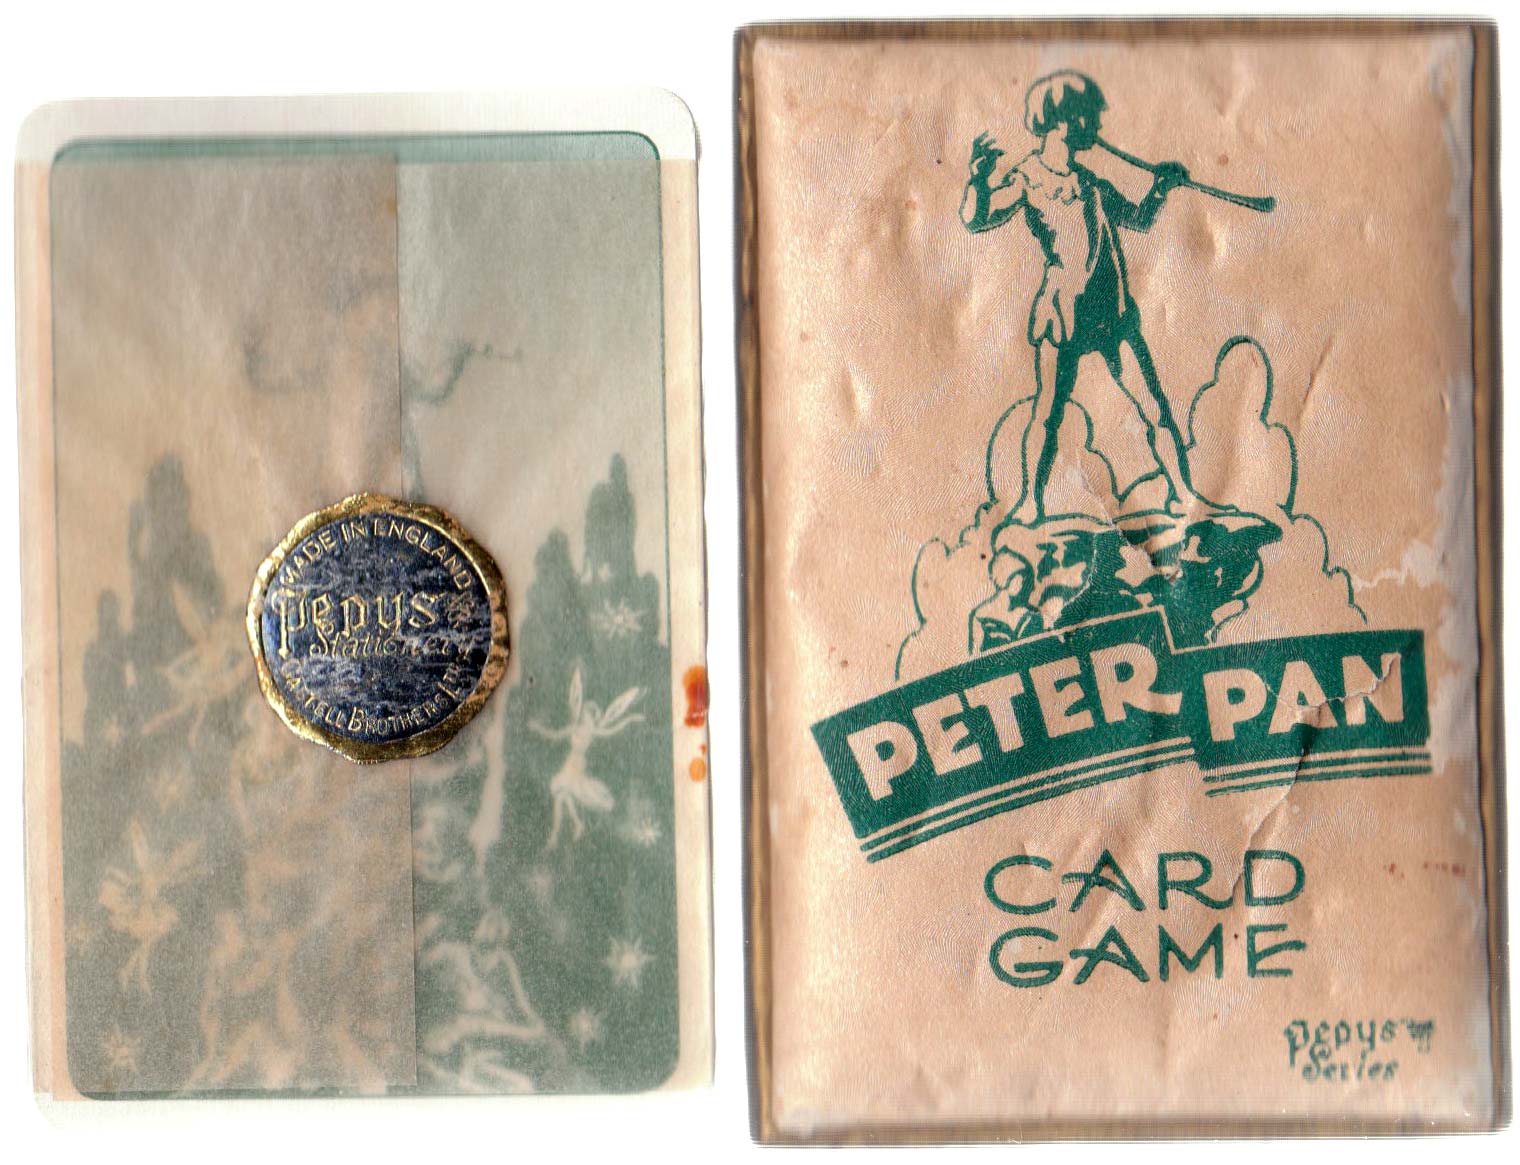 MADE IN ENGLAND
Pepys
Stationery
CASTELL BROTHERS LTD
PETER PAN
CARD
GAME
Pepys
Series